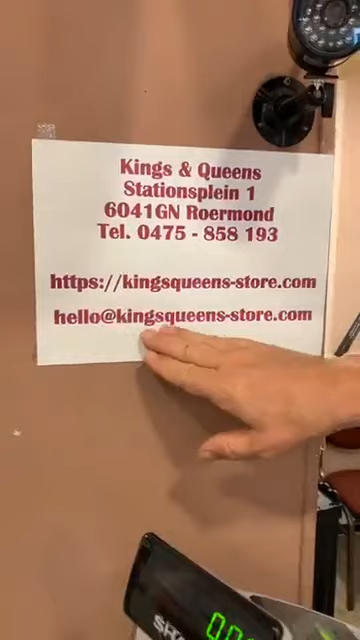 Kings & Queens
Stationsplein 1
6041GN Roermond
Tel. 0475 - 858 193
https://kingsqueens-store.com
hello@kingsqueens-store.com